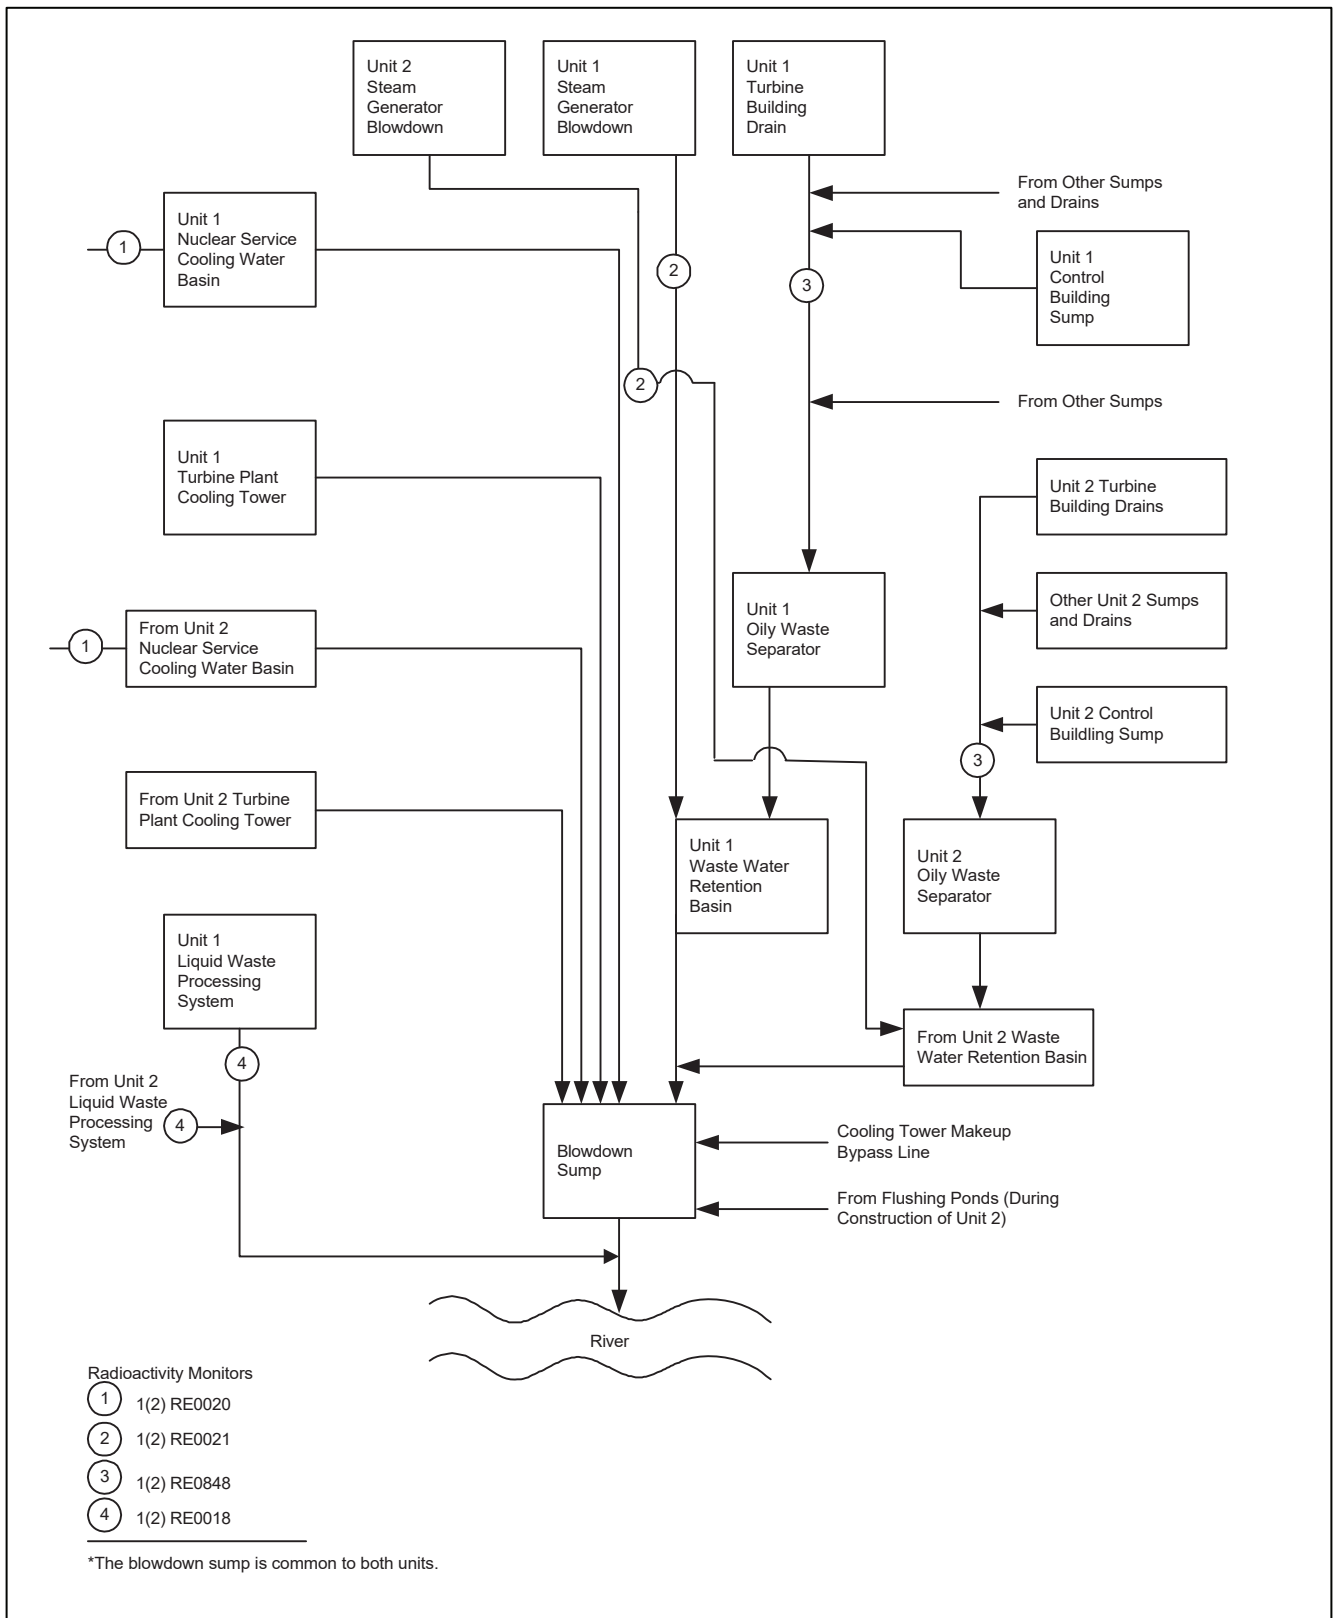 Unit 2
Steam
Generator
Blowdown
Unit 1
Steam
Generator
Blowdown
Unit 1
Turbine
Building
Drain
From Other Sumps
and Drains
Unit 1
Nuclear Service
Cooling Water
Basin
1
2
3
Unit 1
Control
Building
Sump
2
From Other Sumps
Unit 1
Turbine Plant
Cooling Tower
Unit 2 Turbine
Building Drains
Other Unit 2 Sumps
and Drains
Unit 1
Oily Waste
Separator
1
From Unit 2
Nuclear Service
Cooling Water Basin
Unit 2 Control
Buildling Sump
3
From Unit 2 Turbine
Plant Cooling Tower
Unit 1
Waste Water
Retention
Basin
Unit 2
Oily Waste
Separator
Unit 1
Liquid Waste
Processing
System
4
From Unit 2 Waste
Water Retention Basin
From Unit 2
Liquid Waste
Processing
System
4
Blowdown
Sump
Cooling Tower Makeup
Bypass Line
From Flushing Ponds (During
Construction of Unit 2)
River
Radioactivity Monitors
1 1(2) RE0020
2 1(2) RE0021
3 1(2) RE0848
4 1(2) RE0018
*The blowdown sump is common to both units.